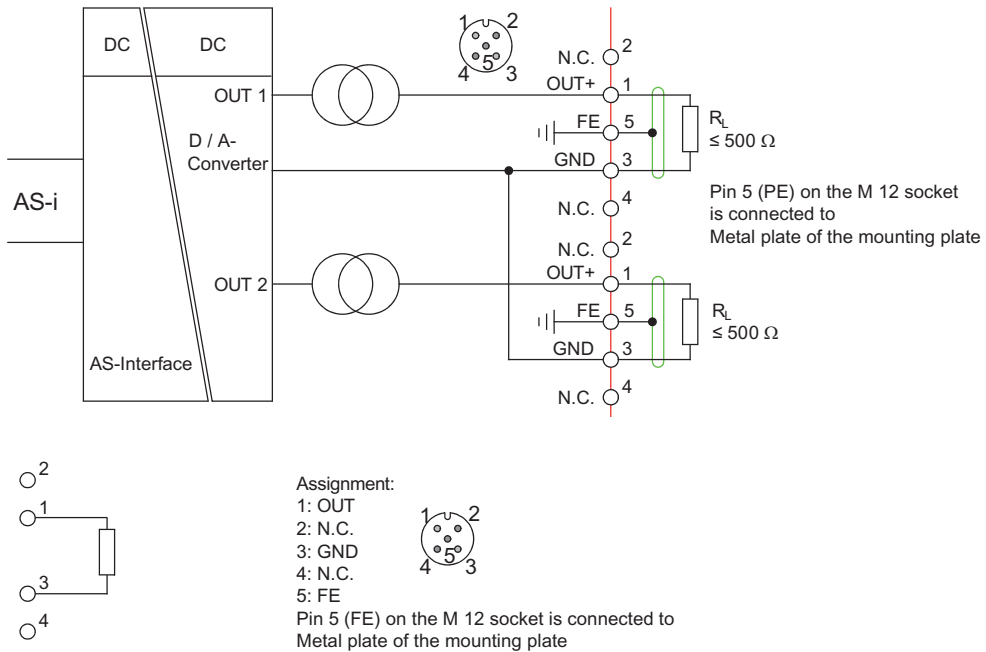 DC
DC
OUT 1
D / A-
Converter
AS-i
OUT 2
AS-Interface
1
2
5
4
3
N.C.
2
OUT+
1
FE
5
GND
3
N.C.
4
R_L
≤ 500 Ω
Pin 5 (PE) on the M 12 socket
is connected to
Metal plate of the mounting plate
N.C.
2
OUT+
1
FE
5
GND
3
N.C.
4
R_L
≤ 500 Ω
2
1
3
4
Assignment:
1: OUT
2: N.C.
3: GND
4: N.C.
5: FE
1
2
5
4
3
Pin 5 (FE) on the M 12 socket is connected to
Metal plate of the mounting plate